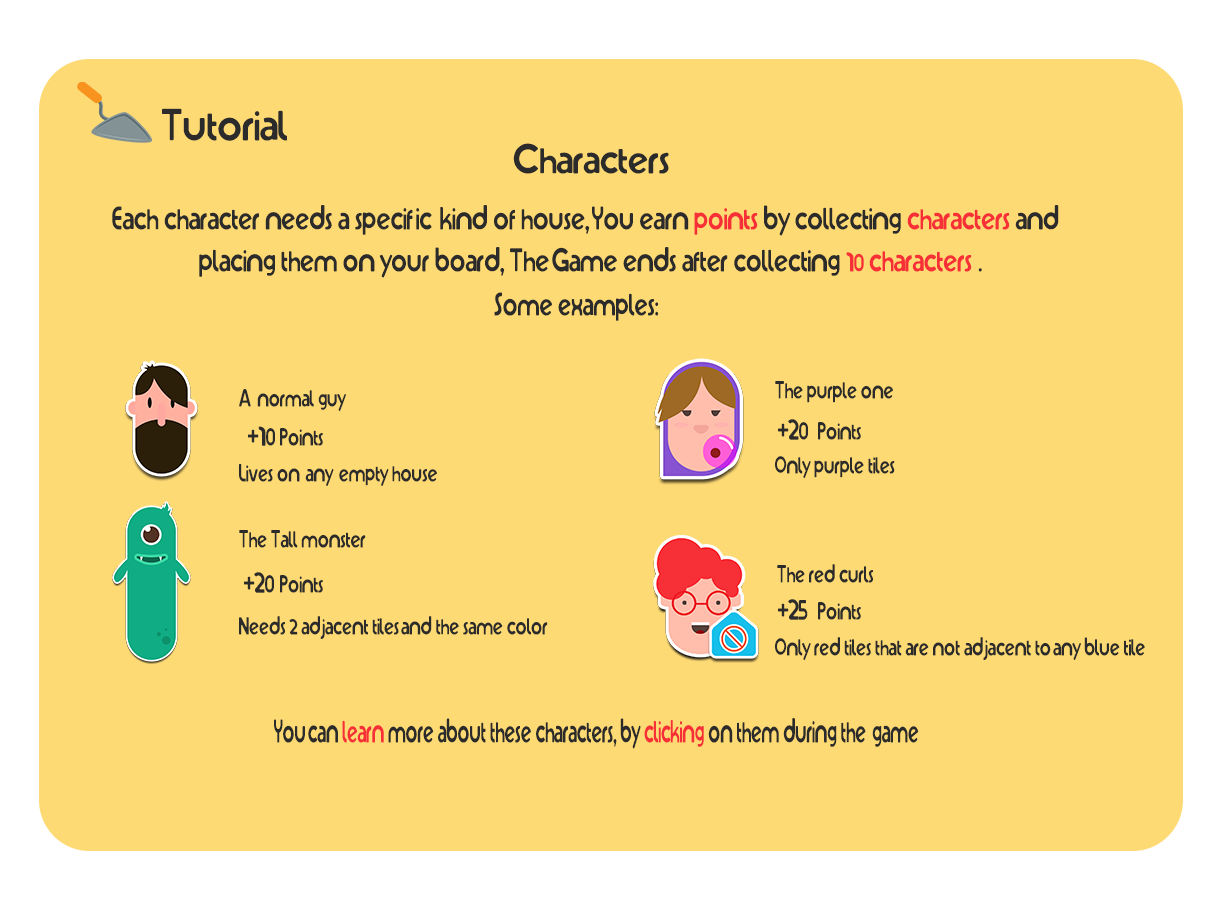 Tutorial
Characters
Each character needs a specific kind of house, You earn points by collecting characters and
placing them on your board, The Game ends after collecting 10 characters .
Some examples:
A normal guy
+10 Points
Lives on any empty house
The purple one
+20 Points
Only purple tiles
The Tall monster
+20 Points
Needs 2 adjacent tiles and the same color
The red curls
+25 Points
Only red tiles that are not adjacent to any blue tile
You can learn more about these characters, by clicking on them during the game